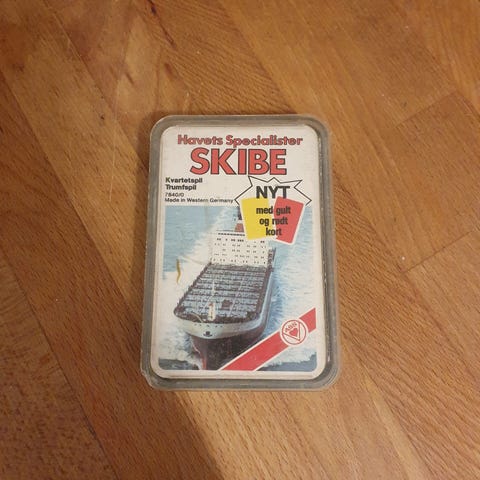 Havets Specialister
SKIBE
Kvartetspil
Trumfspil
7840/0
Made in Western Germany
NYT
med gult
og rødt
kort